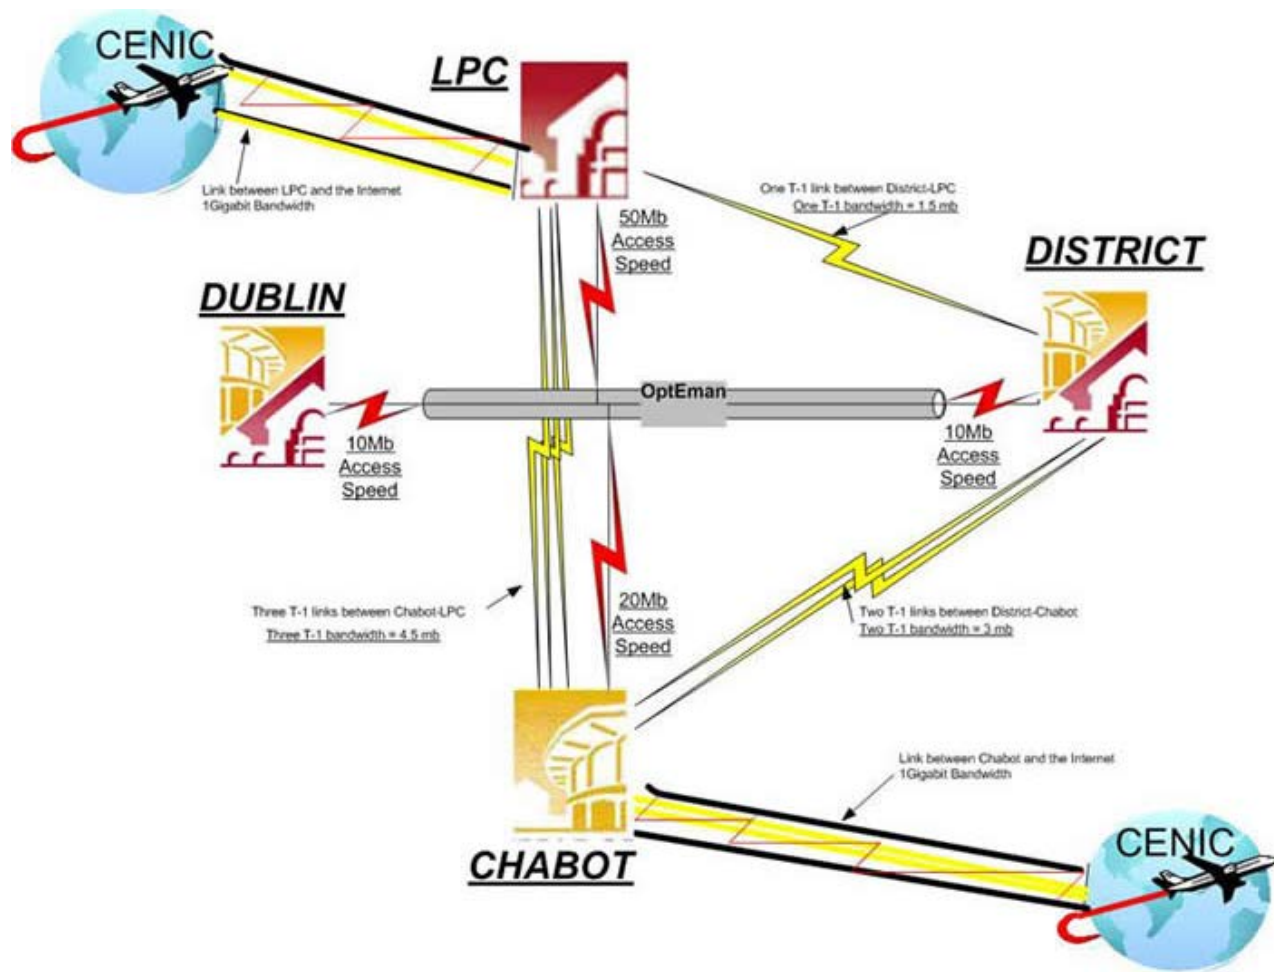 CENIC
LPC
Link between LPC and the Internet
1Gigabit Bandwidth
One T-1 link between District-LPC
One T-1 bandwidth = 1.5 mb
50Mb
Access
Speed
DISTRICT
DUBLIN
OptEman
10Mb
Access
Speed
10Mb
Access
Speed
Three T-1 links between Chabot-LPC
Three T-1 bandwidth = 4.5 mb
20Mb
Access
Speed
Two T-1 links between District-Chabot
Two T-1 bandwidth = 3 mb
Link between Chabot and the Internet
1Gigabit Bandwidth
CHABOT
CENIC